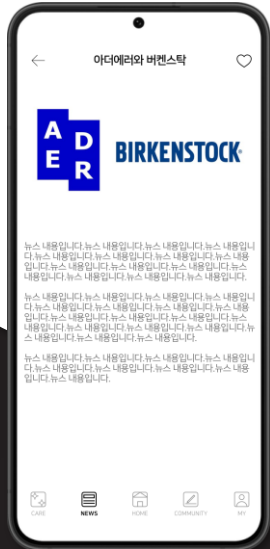 아더에러와 버켄스탁
A D
E R
BIRKENSTOCK
뉴스 내용입니다.뉴스 내용입니다.뉴스 내용입니다.뉴스 내용입니
다.뉴스 내용입니다.뉴스 내용입니다.뉴스 내용입니다.뉴스 내용
입니다.뉴스 내용입니다.뉴스 내용입니다.뉴스 내용입니다.뉴스
내용입니다.뉴스 내용입니다.뉴스 내용입니다.뉴스 내용입니다.
뉴스 내용입니다.뉴스 내용입니다.뉴스 내용입니다.뉴스 내용입니
다.뉴스 내용입니다.뉴스 내용입니다.뉴스 내용입니다.뉴스 내용
입니다.뉴스 내용입니다.뉴스 내용입니다.뉴스 내용입니다.뉴스
내용입니다.뉴스 내용입니다.뉴스 내용입니다.뉴스 내용입니다.뉴
스 내용입니다.뉴스 내용입니다.뉴스 내용입니다.
뉴스 내용입니다.뉴스 내용입니다.뉴스 내용입니다.뉴스 내용입니
다.뉴스 내용입니다.뉴스 내용입니다.뉴스 내용입니다.뉴스 내용
입니다.뉴스 내용입니다.
CARE NEWS HOME COMMUNITY MY